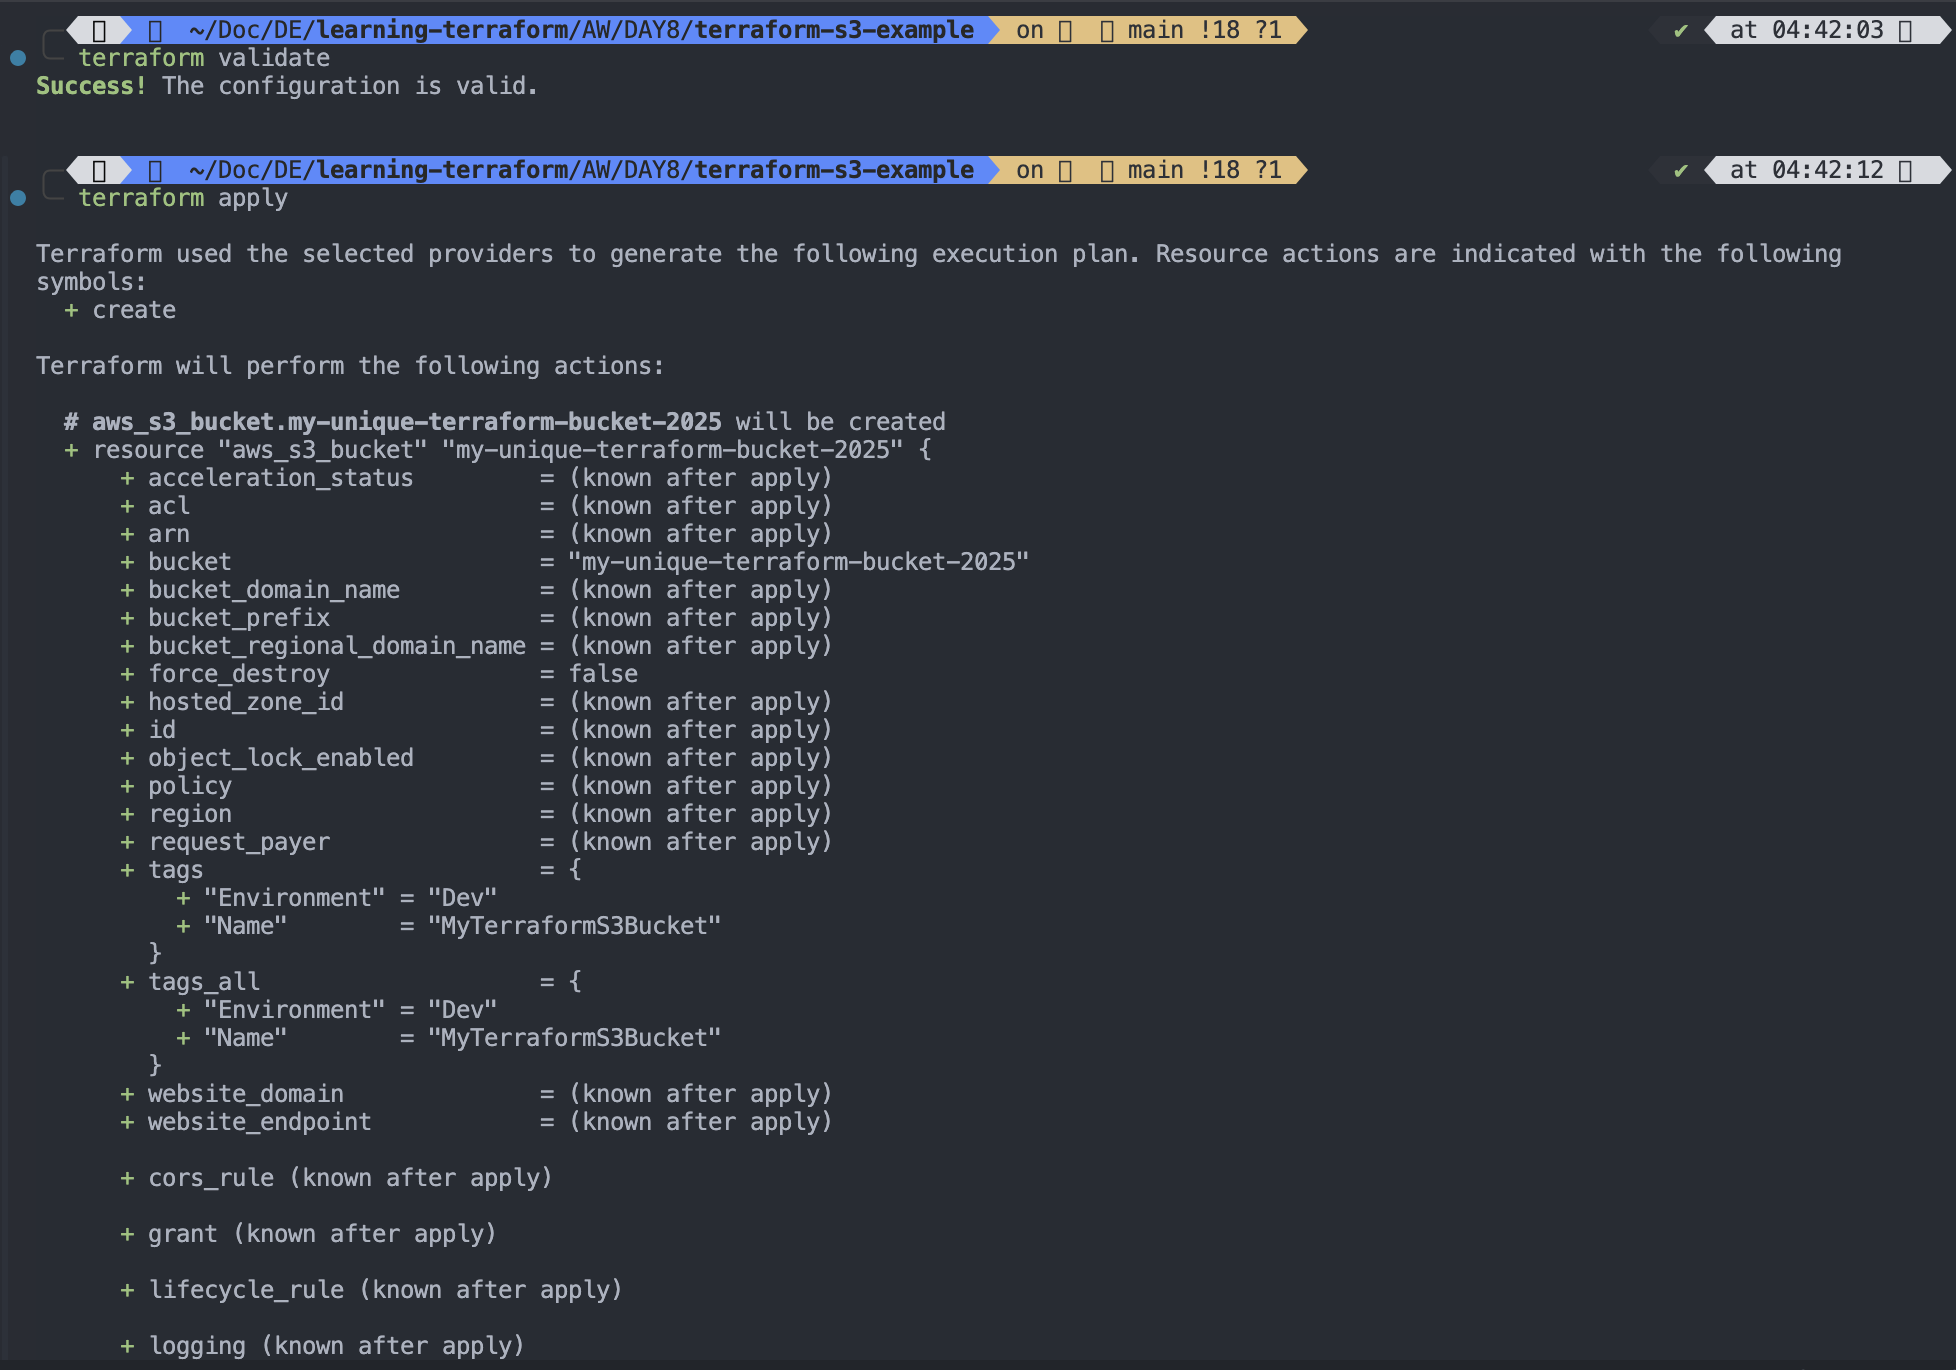 ~/Doc/DE/learning-terraform/AW/DAY8/terraform-s3-example on main !18 ?1 ✔ at 04:42:03
terraform validate
Success! The configuration is valid.
~/Doc/DE/learning-terraform/AW/DAY8/terraform-s3-example on main !18 ?1 ✔ at 04:42:12
terraform apply
Terraform used the selected providers to generate the following execution plan. Resource actions are indicated with the following
symbols:
  + create
Terraform will perform the following actions:
  # aws_s3_bucket.my-unique-terraform-bucket-2025 will be created
  + resource "aws_s3_bucket" "my-unique-terraform-bucket-2025" {
      + acceleration_status         = (known after apply)
      + acl                         = (known after apply)
      + arn                         = (known after apply)
      + bucket                      = "my-unique-terraform-bucket-2025"
      + bucket_domain_name          = (known after apply)
      + bucket_prefix               = (known after apply)
      + bucket_regional_domain_name = (known after apply)
      + force_destroy               = false
      + hosted_zone_id              = (known after apply)
      + id                          = (known after apply)
      + object_lock_enabled         = (known after apply)
      + policy                      = (known after apply)
      + region                      = (known after apply)
      + request_payer               = (known after apply)
      + tags                        = {
          + "Environment" = "Dev"
          + "Name"        = "MyTerraformS3Bucket"
        }
      + tags_all                    = {
          + "Environment" = "Dev"
          + "Name"        = "MyTerraformS3Bucket"
        }
      + website_domain              = (known after apply)
      + website_endpoint            = (known after apply)
      + cors_rule (known after apply)
      + grant (known after apply)
      + lifecycle_rule (known after apply)
      + logging (known after apply)